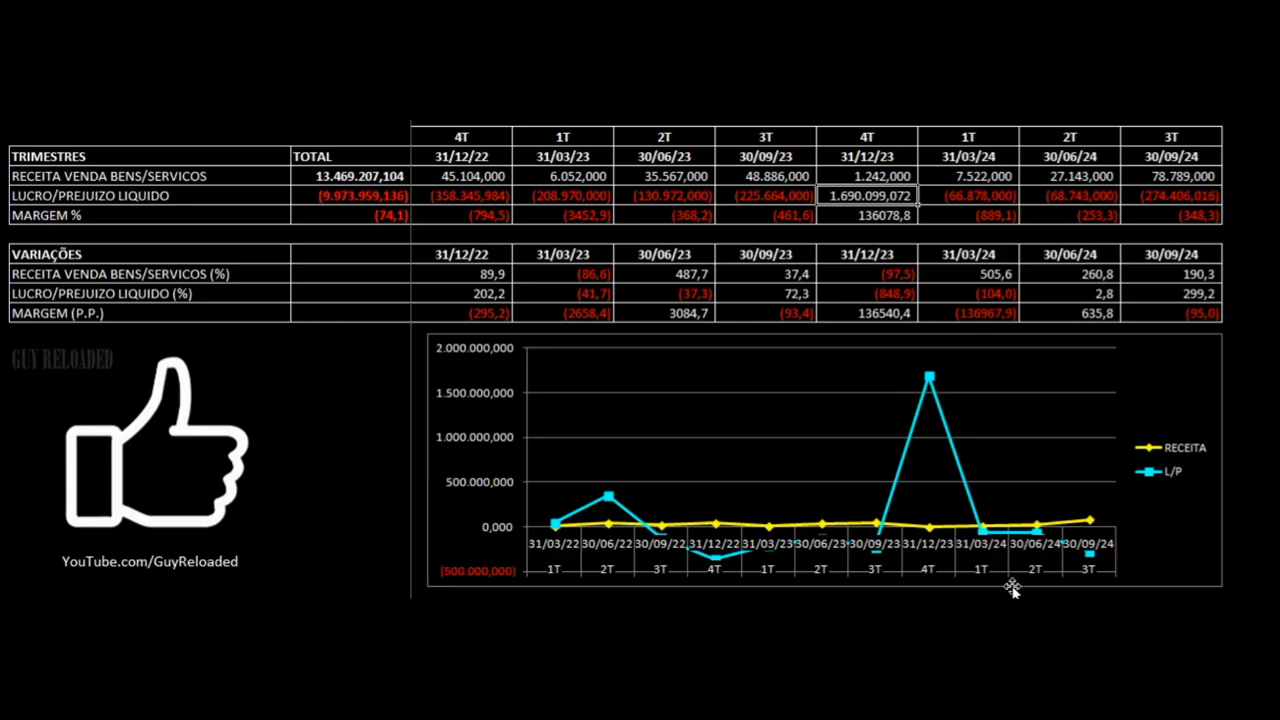 4T 1T 2T 3T 4T 1T 2T 3T
TRIMESTRES TOTAL 31/12/22 31/03/23 30/06/23 30/09/23 31/12/23 31/03/24 30/06/24 30/09/24
RECEITA VENDA BENS/SERVICOS 13.469.207,104 45.104,000 6.052,000 35.567,000 48.886,000 1.242,000 7.522,000 27.143,000 78.789,000
LUCRO/PREJUIZO LIQUIDO (9.973.959,136) (358.345,984) (208.970,000) (130.972,000) (225.664,000) 1.690.099,072 (66.878,000) (68.743,000) (274.406,016)
MARGEM % (74,1) (794,5) (3452,9) (368,2) (461,6) 136078,8 (889,1) (253,3) (348,3)
VARIAÇÕES 31/12/22 31/03/23 30/06/23 30/09/23 31/12/23 31/03/24 30/06/24 30/09/24
RECEITA VENDA BENS/SERVICOS (%) 89,9 (86,6) 487,7 37,4 (97,5) 505,6 260,8 190,3
LUCRO/PREJUIZO LIQUIDO (%) 202,2 (41,7) (37,3) 72,3 (848,9) (104,0) 2,8 299,2
MARGEM (P.P.) (295,2) (2658,4) 3084,7 (93,4) 136540,4 (136967,9) 635,8 (95,0)
GUY RELOADED
YouTube.com/GuyReloaded
2.000.000,000
1.500.000,000
1.000.000,000
500.000,000
0,000
(500.000,000)
31/03/22 30/06/22 30/09/22 31/12/22 31/03/23 30/06/23 30/09/23 31/12/23 31/03/24 30/06/24 30/09/24
1T 2T 3T 4T 1T 2T 3T 4T 1T 2T 3T
RECEITA
L/P